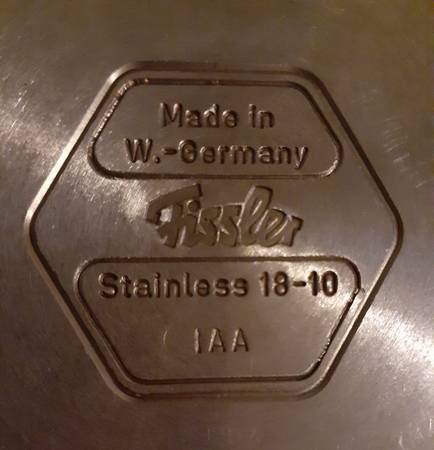 Made in
W.-Germany
Fissler
Stainless 18-10
IAA